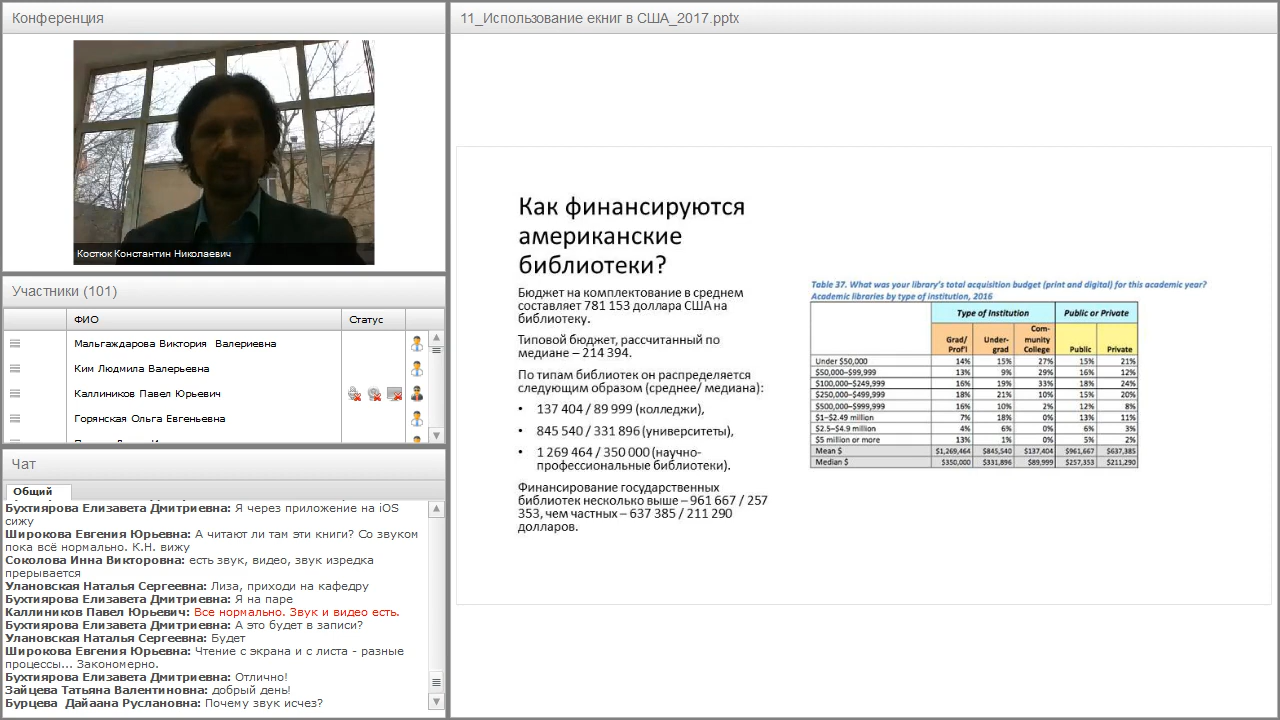 Конференция
Костюк Константин Николаевич
Участники (101)
ФИО
Статус
Мальгаждарова Виктория Валериевна
Ким Людмила Валерьевна
Каллиников Павел Юрьевич
Горянская Ольга Евгеньевна
Чат
Общий
Бухтиярова Елизавета Дмитриевна: Я через приложение на iOS
сижу
Широкова Евгения Юрьевна: А читают ли там эти книги? Со звуком
пока всё нормально. К.Н. вижу
Соколова Инна Викторовна: есть звук, видео, звук изредка
прерывается
Улановская Наталья Сергеевна: Лиза, приходи на кафедру
Бухтиярова Елизавета Дмитриевна: Я на паре
Каллиников Павел Юрьевич: Все нормально. Звук и видео есть.
Бухтиярова Елизавета Дмитриевна: А это будет в записи?
Улановская Наталья Сергеевна: Будет
Широкова Евгения Юрьевна: Чтение с экрана и с листа - разные
процессы... Закономерно.
Бухтиярова Елизавета Дмитриевна: Отлично!
Зайцева Татьяна Валентиновна: добрый день!
Бурцева Дайаана Руслановна: Почему звук исчез?
11_Использование екниг в США_2017.pptx
Как финансируются
американские
библиотеки?
Бюджет на комплектование в среднем
составляет 781 153 доллара США на
библиотеку.
Типовой бюджет, рассчитанный по
медиане – 214 394.
По типам библиотек он распределяется
следующим образом (среднее/ медиана):
• 137 404 / 89 999 (колледжи),
• 845 540 / 331 896 (университеты),
• 1 269 464 / 350 000 (научно-
профессиональные библиотеки).
Финансирование государственных
библиотек несколько выше – 961 667 / 257
353, чем частных – 637 385 / 211 290
долларов.
Table 37. What was your library's total acquisition budget (print and digital) for this academic year?
Academic libraries by type of institution, 2016
Type of Institution Public or Private
Grad/ Prof'l Under-grad Com-munity College Public Private
Under $50,000 14% 15% 27% 15% 21%
$50,000–$99,999 13% 9% 29% 16% 12%
$100,000–$249,999 16% 19% 33% 18% 24%
$250,000–$499,999 18% 21% 10% 15% 20%
$500,000–$999,999 16% 10% 2% 12% 8%
$1–$2.49 million 7% 18% 0% 13% 11%
$2.5–$4.9 million 4% 6% 0% 6% 3%
$5 million or more 13% 1% 0% 5% 2%
Mean $ $1,269,464 $845,540 $137,404 $961,667 $637,385
Median $ $350,000 $331,896 $89,999 $257,353 $211,290